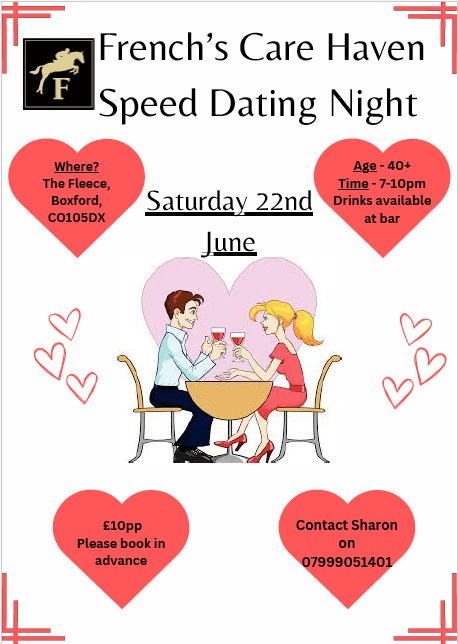 French's Care Haven
Speed Dating Night
F
Where?
The Fleece,
Boxford,
CO105DX
Age - 40+
Time - 7-10pm
Drinks available
at bar
Saturday 22nd
June
£10pp
Please book in
advance
Contact Sharon
on
07999051401